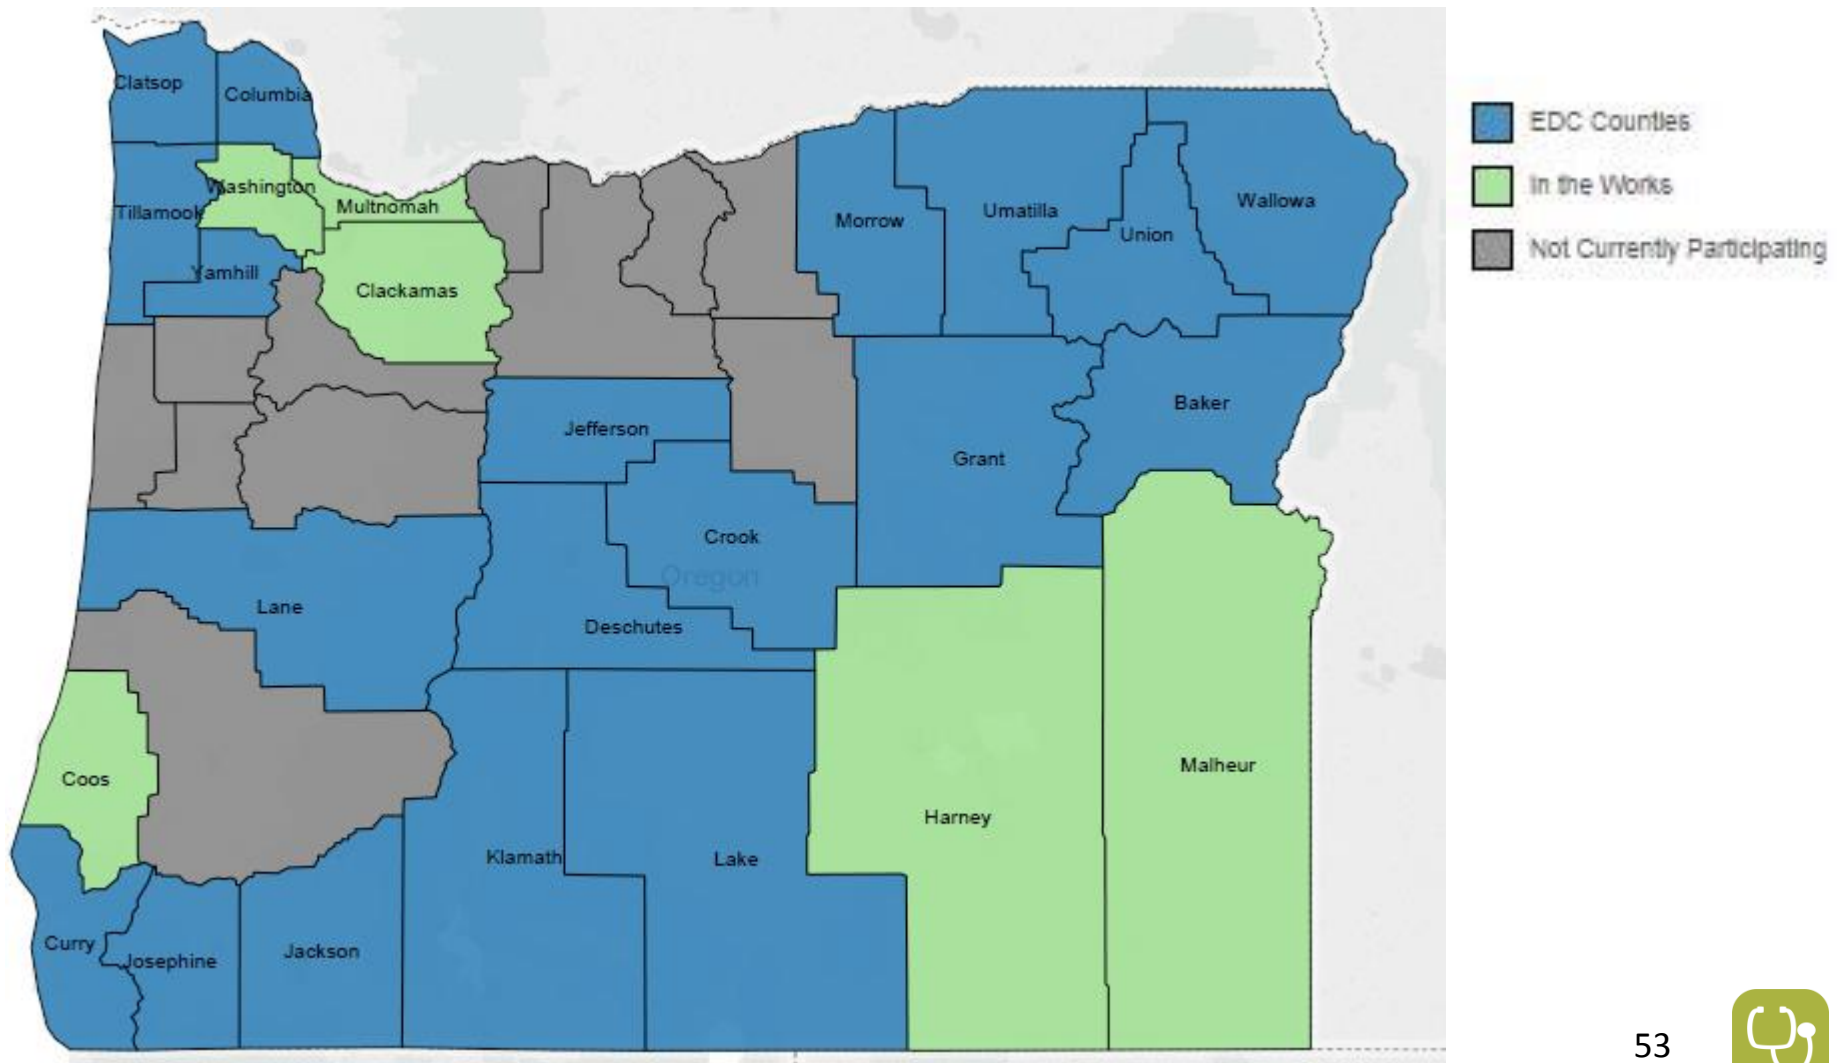 Clatsop
Columbia
Washington
Multnomah
Tillamook
Yamhill
Clackamas
Morrow
Umatilla
Union
Wallowa
Jefferson
Grant
Baker
Crook
Oregon
Lane
Deschutes
Coos
Malheur
Harney
Klamath
Lake
Curry
Josephine
Jackson
EDC Counties
In the Works
Not Currently Participating
53